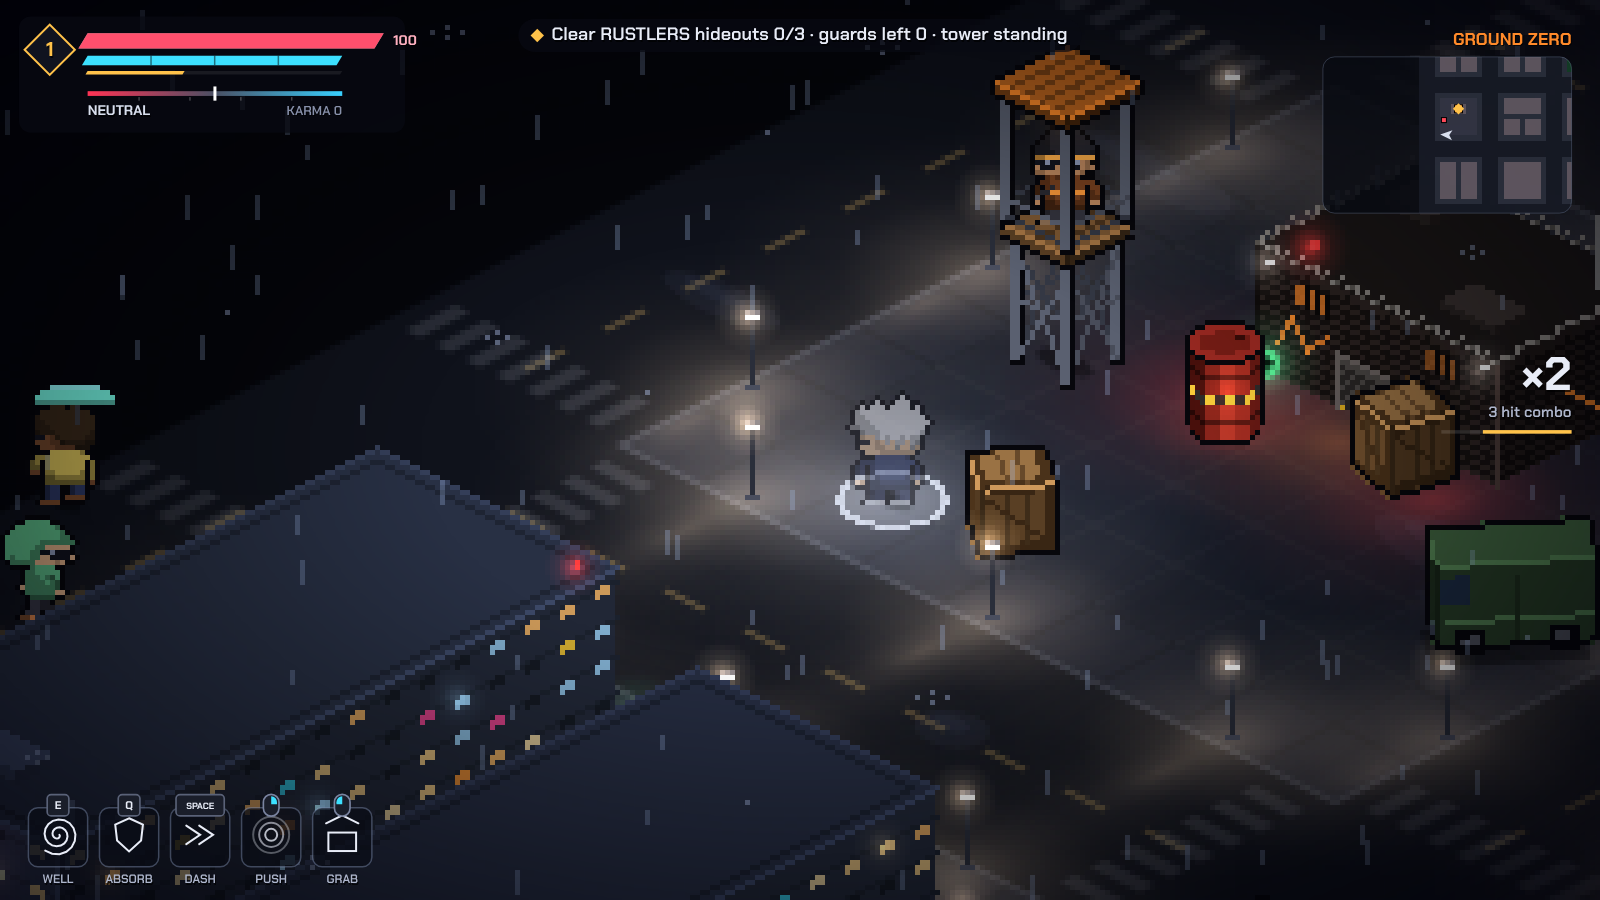 1
100
NEUTRAL
KARMA 0
Clear RUSTLERS hideouts 0/3 · guards left 0 · tower standing
GROUND ZERO
×2
3 hit combo
E
Q
SPACE
WELL
ABSORB
DASH
PUSH
GRAB